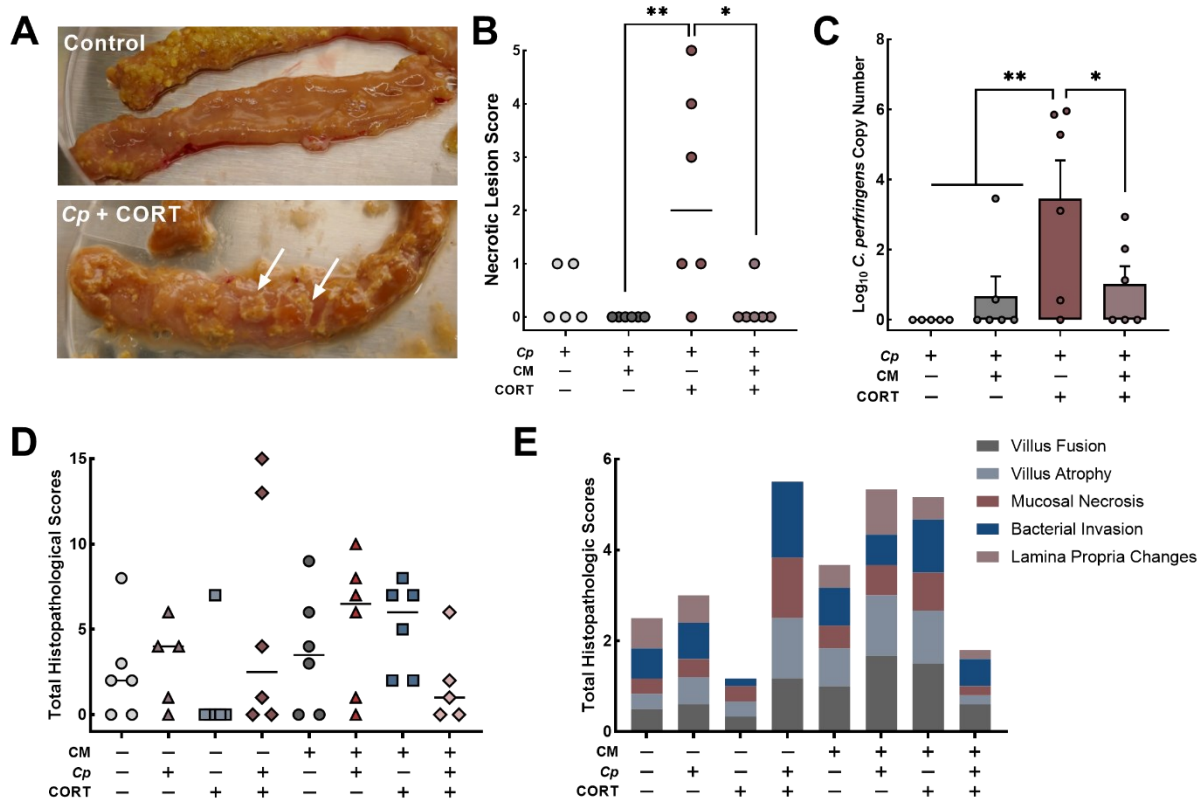 A
Control
Cp + CORT
B
Necrotic Lesion Score
5
4
3
2
1
0
**
*
Cp + + + +
CM – + – +
CORT – – + +
C
Log10 C. perfringens Copy Number
8
6
4
2
0
**
*
Cp + + + +
CM – + – +
CORT – – + +
D
Total Histopathological Scores
15
10
5
0
CM – – – – + + + +
Cp – + – + – + – +
CORT – – + + – – + +
E
Total Histopathologic Scores
6
4
2
0
CM – – – – + + + +
Cp – + – + – + – +
CORT – – + + – – + +
Villus Fusion
Villus Atrophy
Mucosal Necrosis
Bacterial Invasion
Lamina Propria Changes